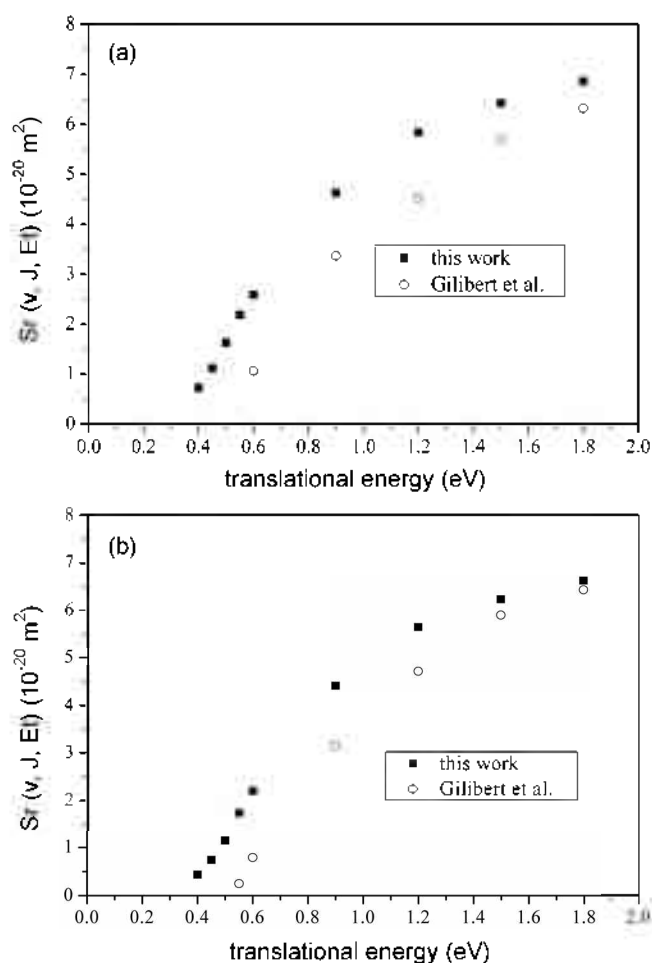 8
(a)
7
6
5
4
3
2
1
0
Sr (v, J, Et) (10⁻²⁰ m²)
this work
Gilibert et al.
0.0 0.2 0.4 0.6 0.8 1.0 1.2 1.4 1.6 1.8 2.0
translational energy (eV)
8
(b)
7
6
5
4
3
2
1
0
Sr (v, J, Et) (10⁻²⁰ m²)
this work
Gilibert et al.
0.0 0.2 0.4 0.6 0.8 1.0 1.2 1.4 1.6 1.8 2.0
translational energy (eV)